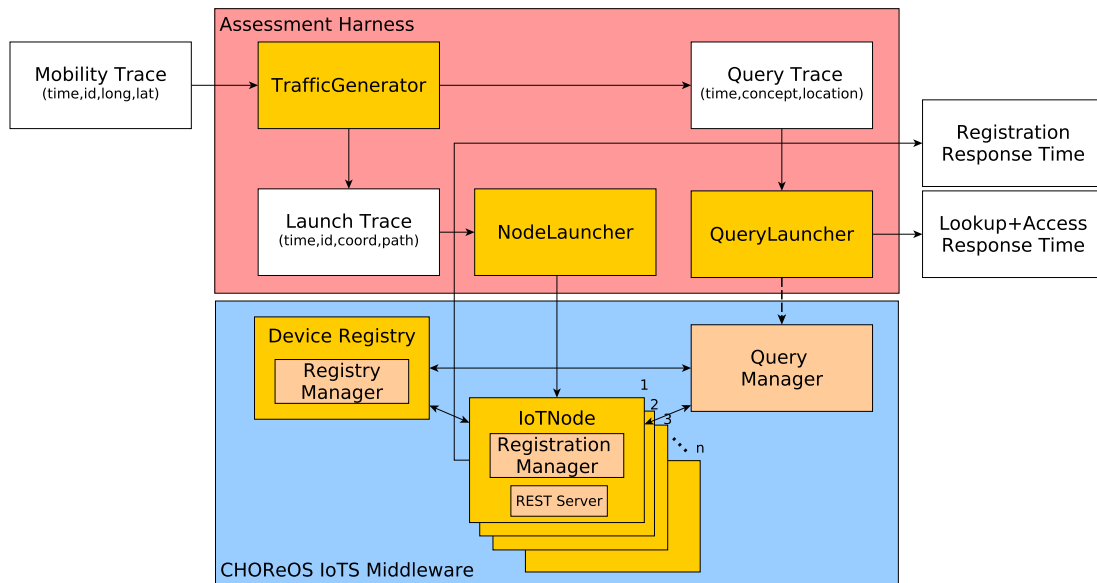 Assessment Harness
Mobility Trace
(time,id,long,lat)
TrafficGenerator
Query Trace
(time,concept,location)
Registration
Response Time
Launch Trace
(time,id,coord,path)
NodeLauncher
QueryLauncher
Lookup+Access
Response Time
Device Registry
Registry
Manager
Query
Manager
1
2
3
n
IoTNode
Registration
Manager
REST Server
CHOReOS IoTS Middleware